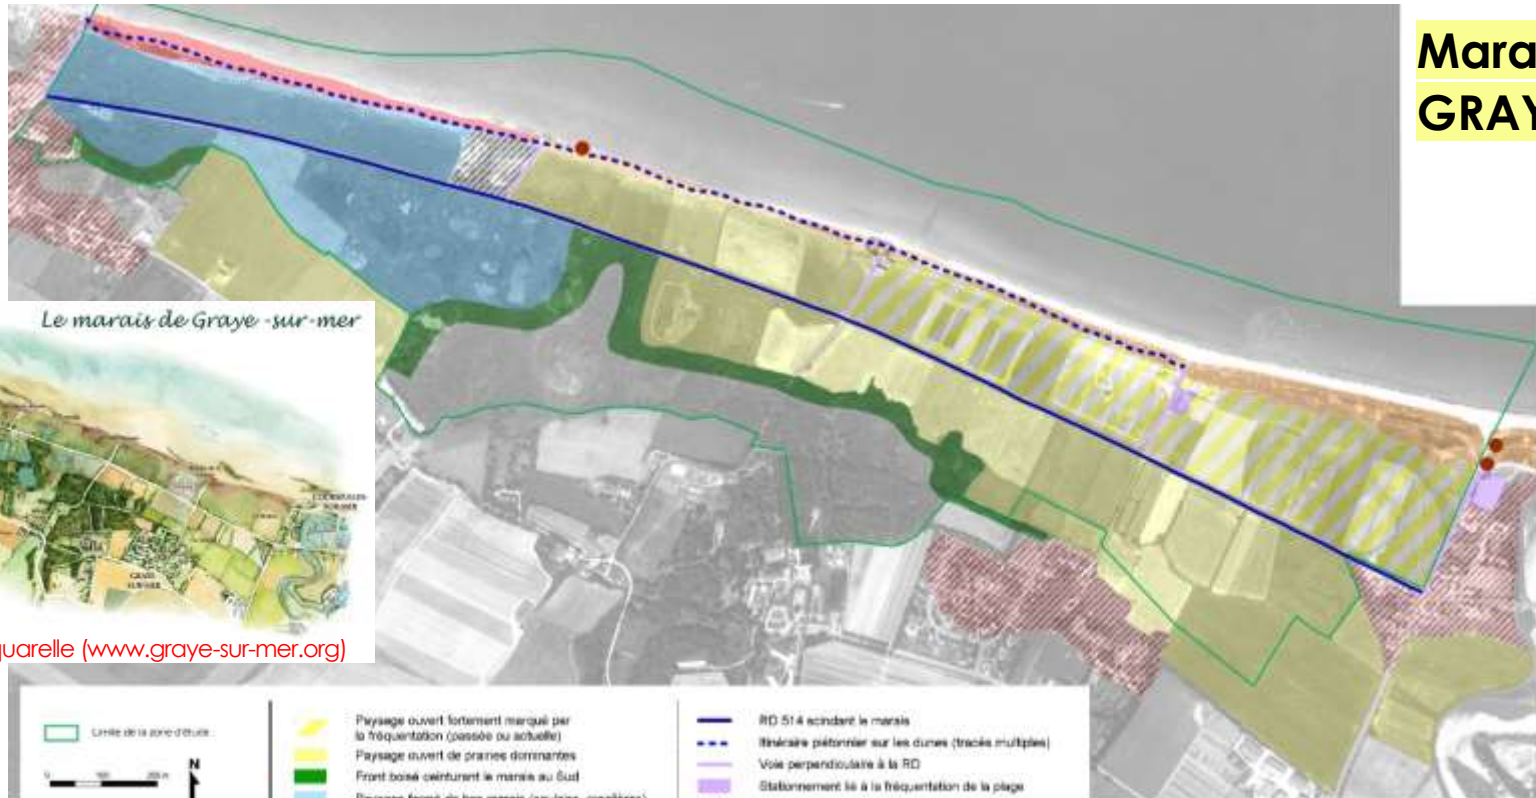 Mara
GRAY
Le marais de Graye -sur-mer
GRAYE
SUR-MER
quarelle (www.graye-sur-mer.org)
Limite de la zone d'étude
N
Paysage ouvert fortement marqué par
la fréquentation (passée ou actuelle)
Paysage ouvert de prairies dominantes
Front boisé ceinturant le marais au Sud
RD 514 scindant le marais
Itinéraire piétonnier sur les dunes (tracés multiples)
Voie perpendiculaire à la RD
Stationnement lié à la fréquentation de la plage